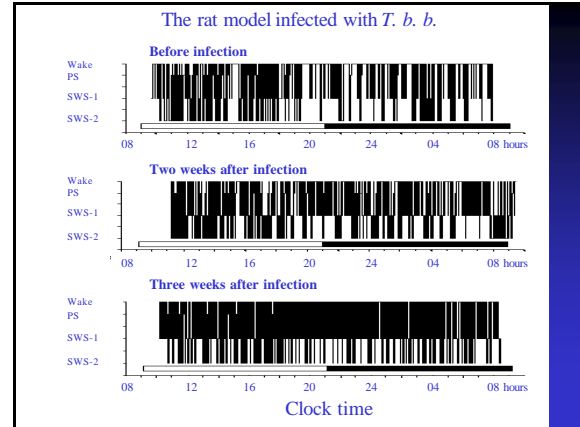 The rat model infected with T. b. b.
Before infection
Wake
PS
SWS-1
SWS-2
08 12 16 20 24 04 08 hours
Two weeks after infection
Wake
PS
SWS-1
SWS-2
08 12 16 20 24 04 08 hours
Three weeks after infection
Wake
PS
SWS-1
SWS-2
08 12 16 20 24 04 08 hours
Clock time